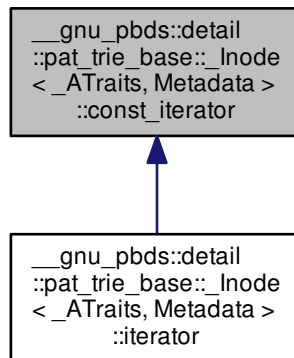 __gnu_pbds::detail
::pat_trie_base::_Inode
< _ATraits, Metadata >
::const_iterator
__gnu_pbds::detail
::pat_trie_base::_Inode
< _ATraits, Metadata >
::iterator